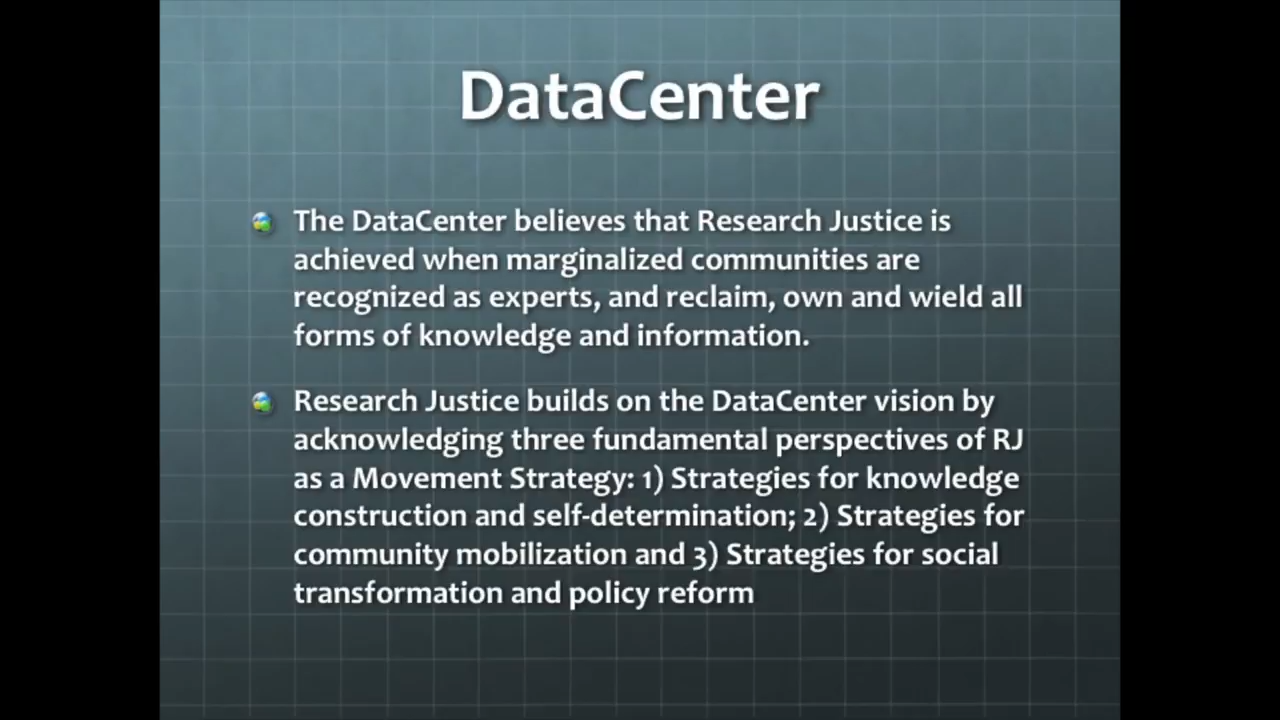 DataCenter
The DataCenter believes that Research Justice is
achieved when marginalized communities are
recognized as experts, and reclaim, own and wield all
forms of knowledge and information.
Research Justice builds on the DataCenter vision by
acknowledging three fundamental perspectives of RJ
as a Movement Strategy: 1) Strategies for knowledge
construction and self-determination; 2) Strategies for
community mobilization and 3) Strategies for social
transformation and policy reform